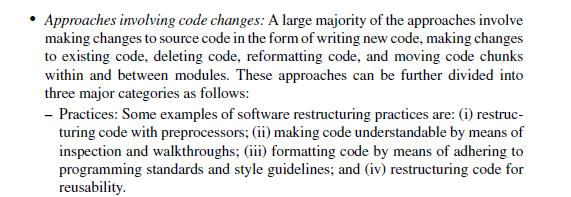 • Approaches involving code changes: A large majority of the approaches involve
making changes to source code in the form of writing new code, making changes
to existing code, deleting code, reformatting code, and moving code chunks
within and between modules. These approaches can be further divided into
three major categories as follows:
– Practices: Some examples of software restructuring practices are: (i) restruc-
turing code with preprocessors; (ii) making code understandable by means of
inspection and walkthroughs; (iii) formatting code by means of adhering to
programming standards and style guidelines; and (iv) restructuring code for
reusability.